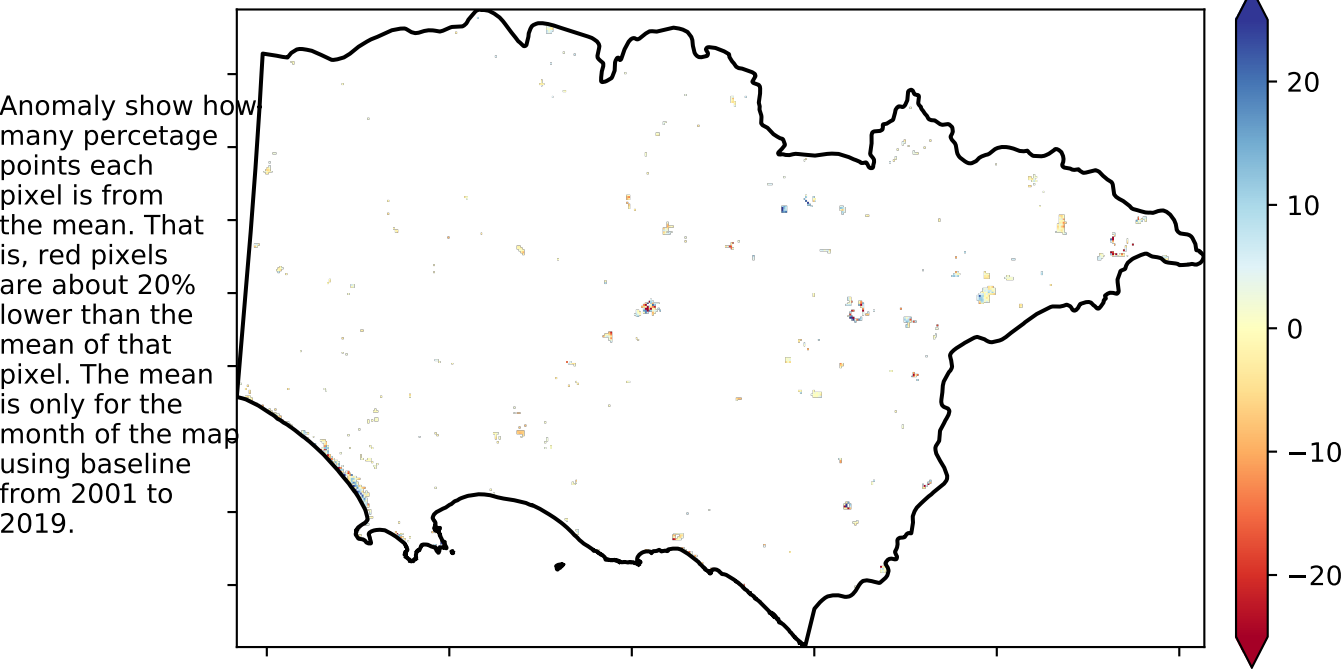 Anomaly show how
many percetage
points each
pixel is from
the mean. That
is, red pixels
are about 20%
lower than the
mean of that
pixel. The mean
is only for the
month of the map
using baseline
from 2001 to
2019.
20
10
0
−10
−20